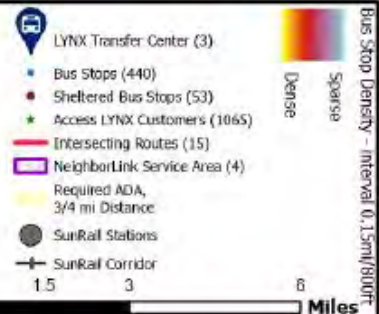 LYNX Transfer Center (3)
Bus Stops (440)
Sheltered Bus Stops (53)
Access LYNX Customers (1065)
Intersecting Routes (15)
NeighborLink Service Area (4)
Required ADA,
3/4 mi Distance
SunRail Stations
SunRail Corridor
Dense
Sparse
Bus Stop Density - Interval 0.15mi/800ft
1.5 3 6
Miles